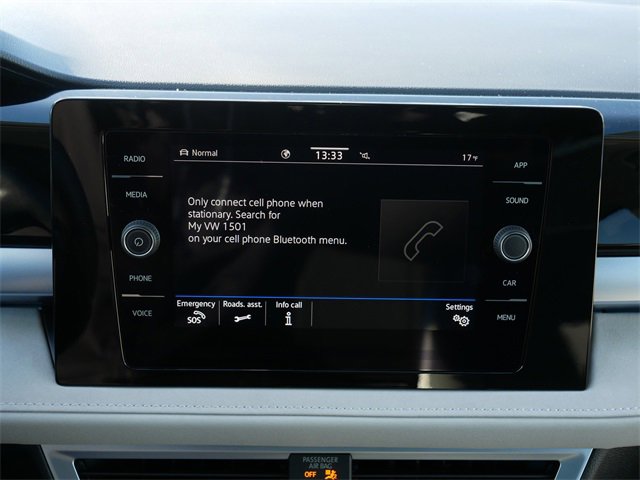 RADIO
MEDIA
PHONE
VOICE
Normal
13:33
17°F
Only connect cell phone when
stationary. Search for
My VW 1501
on your cell phone Bluetooth menu.
Emergency
SOS
Roads. asst.
Info call
Settings
APP
SOUND
CAR
MENU
PASSENGER
AIR BAG
OFF